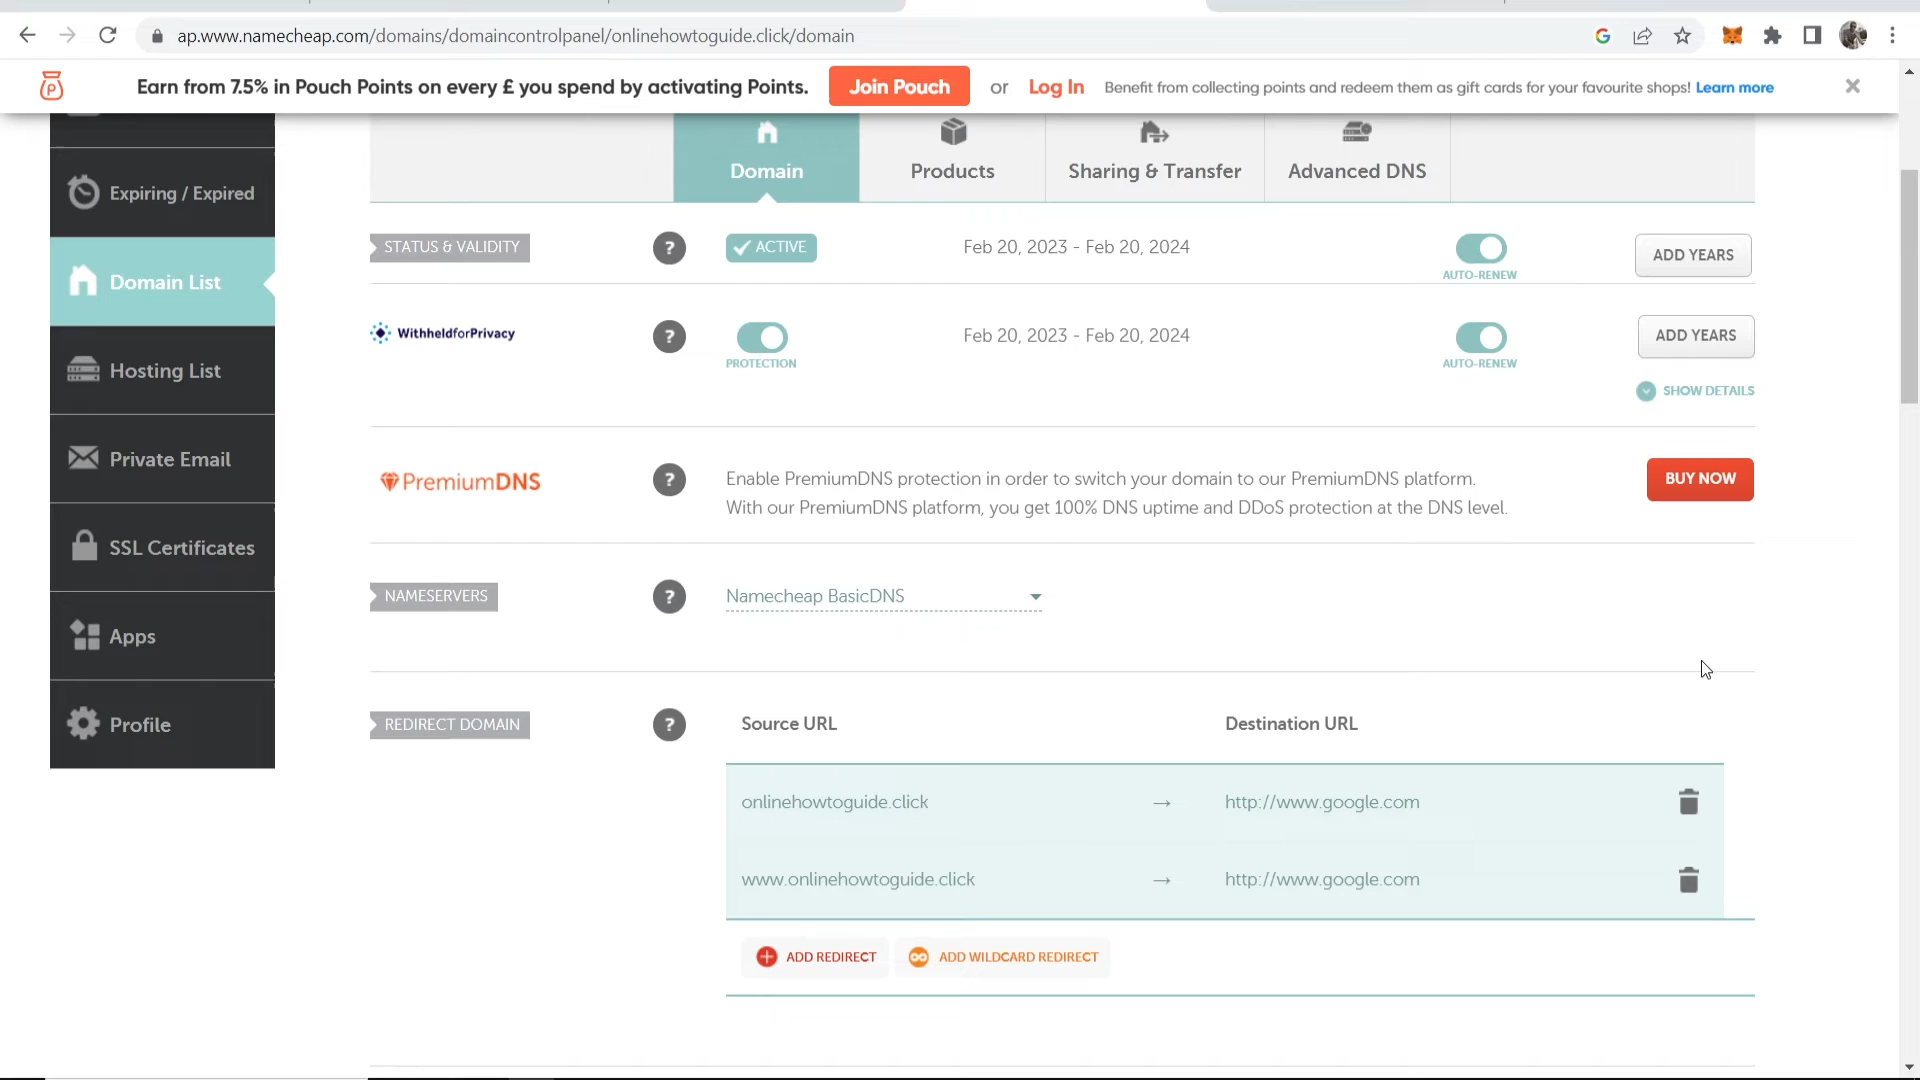 ap.www.namecheap.com/domains/domaincontrolpanel/onlinehowtoguide.click/domain
Earn from 7.5% in Pouch Points on every £ you spend by activating Points. Join Pouch or Log In Benefit from collecting points and redeem them as gift cards for your favourite shops! Learn more
Domain Products Sharing & Transfer Advanced DNS
Expiring / Expired
Domain List
Hosting List
Private Email
SSL Certificates
Apps
Profile
STATUS & VALIDITY ? ACTIVE Feb 20, 2023 - Feb 20, 2024 ADD YEARS
AUTO-RENEW
WithheldforPrivacy ? Feb 20, 2023 - Feb 20, 2024 ADD YEARS
PROTECTION AUTO-RENEW
SHOW DETAILS
PremiumDNS ? Enable PremiumDNS protection in order to switch your domain to our PremiumDNS platform. BUY NOW
With our PremiumDNS platform, you get 100% DNS uptime and DDoS protection at the DNS level.
NAMESERVERS ? Namecheap BasicDNS
REDIRECT DOMAIN ? Source URL Destination URL
onlinehowtoguide.click → http://www.google.com
www.onlinehowtoguide.click → http://www.google.com
ADD REDIRECT ADD WILDCARD REDIRECT